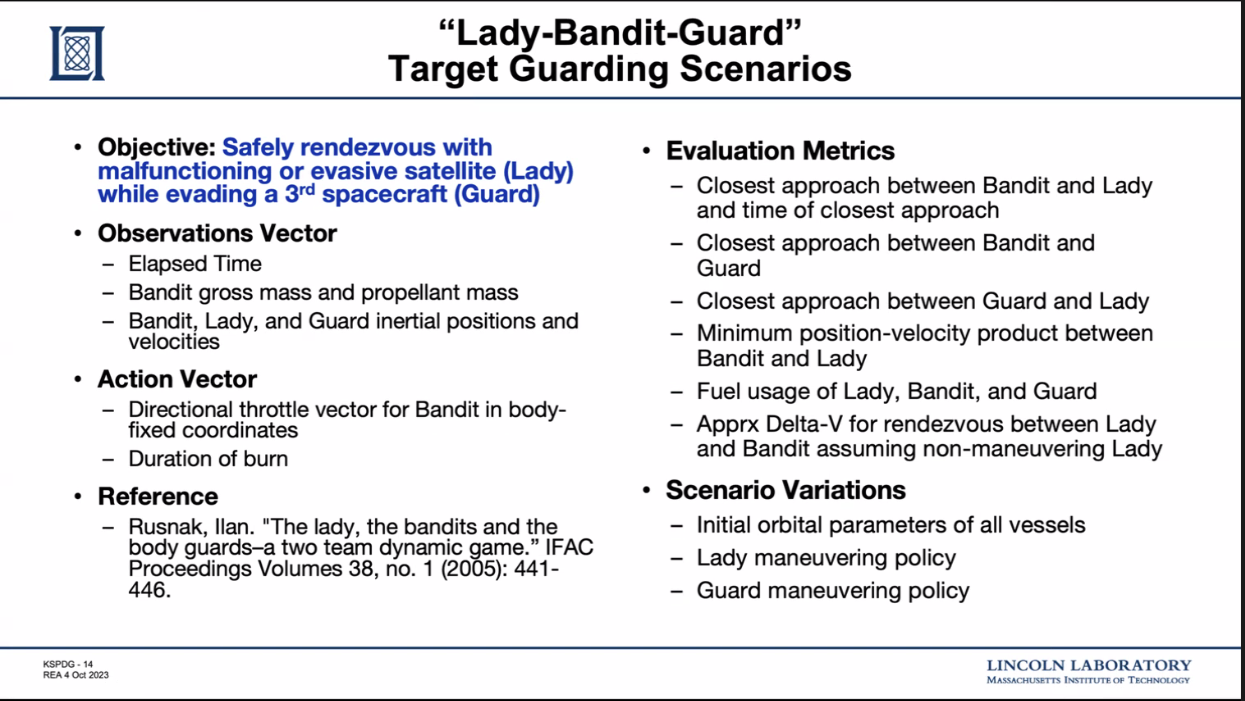 “Lady-Bandit-Guard”
Target Guarding Scenarios
• Objective: Safely rendezvous with
malfunctioning or evasive satellite (Lady)
while evading a 3rd spacecraft (Guard)
• Observations Vector
– Elapsed Time
– Bandit gross mass and propellant mass
– Bandit, Lady, and Guard inertial positions and
velocities
• Action Vector
– Directional throttle vector for Bandit in body-
fixed coordinates
– Duration of burn
• Reference
– Rusnak, Ilan. "The lady, the bandits and the
body guards–a two team dynamic game.” IFAC
Proceedings Volumes 38, no. 1 (2005): 441-
446.
• Evaluation Metrics
– Closest approach between Bandit and Lady
and time of closest approach
– Closest approach between Bandit and
Guard
– Closest approach between Guard and Lady
– Minimum position-velocity product between
Bandit and Lady
– Fuel usage of Lady, Bandit, and Guard
– Apprx Delta-V for rendezvous between Lady
and Bandit assuming non-maneuvering Lady
• Scenario Variations
– Initial orbital parameters of all vessels
– Lady maneuvering policy
– Guard maneuvering policy
KSPDG - 14
REA 4 Oct 2023
LINCOLN LABORATORY
MASSACHUSETTS INSTITUTE OF TECHNOLOGY